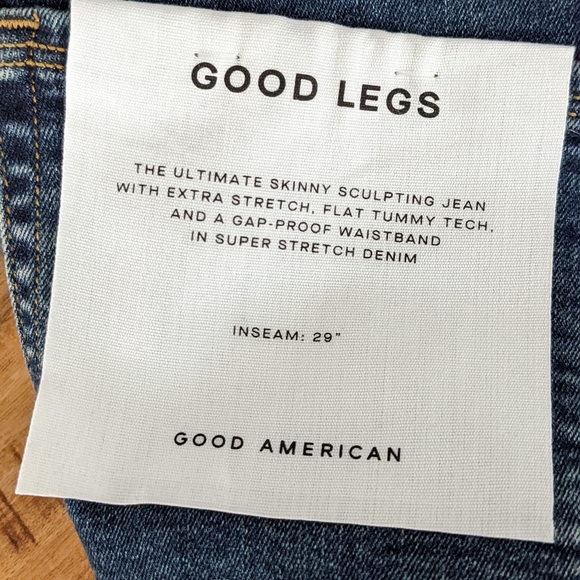 GOOD LEGS
THE ULTIMATE SKINNY SCULPTING JEAN
WITH EXTRA STRETCH, FLAT TUMMY TECH,
AND A GAP-PROOF WAISTBAND
IN SUPER STRETCH DENIM
INSEAM: 29"
GOOD AMERICAN